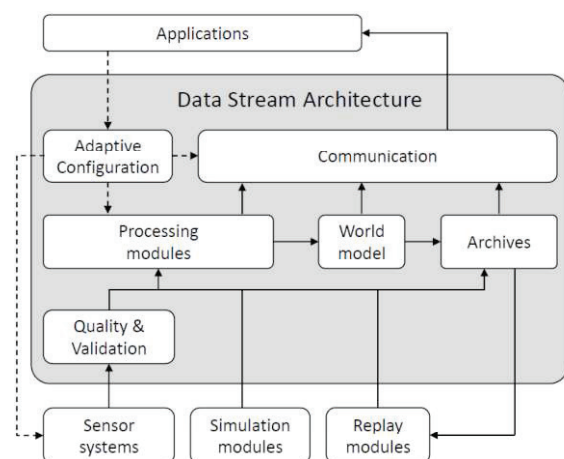 Applications
Data Stream Architecture
Adaptive
Configuration
Communication
Processing
modules
World
model
Archives
Quality &
Validation
Sensor
systems
Simulation
modules
Replay
modules